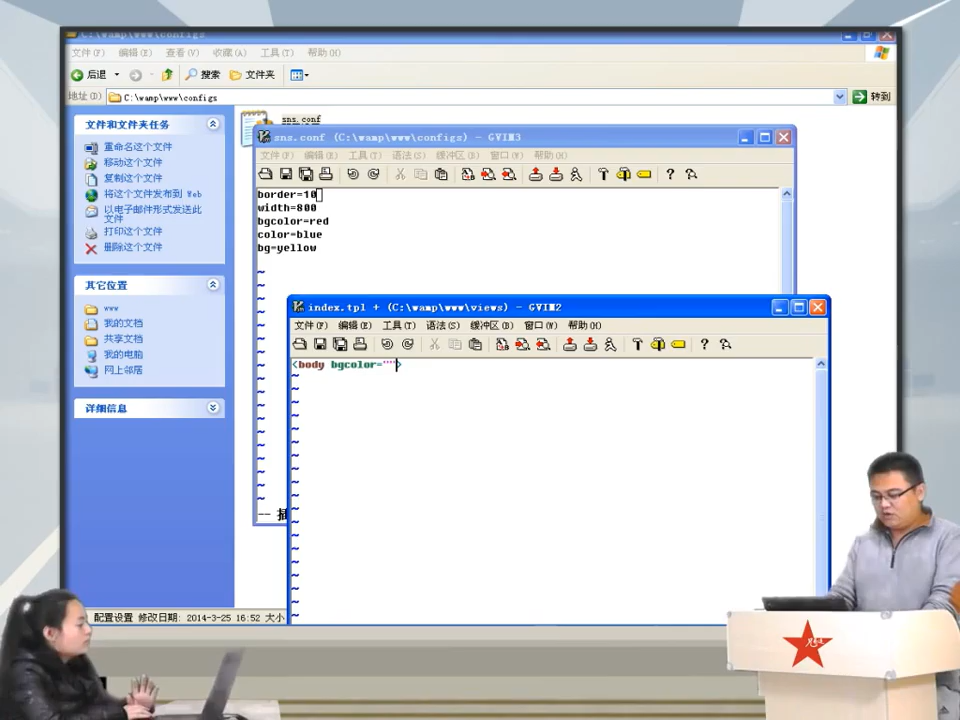 C:\wamp\www\configs
文件(F) 编辑(E) 查看(V) 收藏(A) 工具(T) 帮助(H)
后退 搜索 文件夹
地址(D) C:\wamp\www\configs 转到
文件和文件夹任务
重命名这个文件
移动这个文件
复制这个文件
将这个文件发布到 Web
以电子邮件形式发送此
文件
打印这个文件
删除这个文件
其它位置
www
我的文档
共享文档
我的电脑
网上邻居
详细信息
sns.conf
sns.conf (C:\wamp\www\configs) - GVIM3
文件(F) 编辑(E) 工具(T) 语法(S) 缓冲区(B) 窗口(W) 帮助(H)
border=10
width=800
bgcolor=red
color=blue
bg=yellow
~
-- 插
index.tpl + (C:\wamp\www\views) - GVIM2
文件(F) 编辑(E) 工具(T) 语法(S) 缓冲区(B) 窗口(W) 帮助(H)
<body bgcolor="">
~
配置设置 修改日期: 2014-3-25 16:52 大小